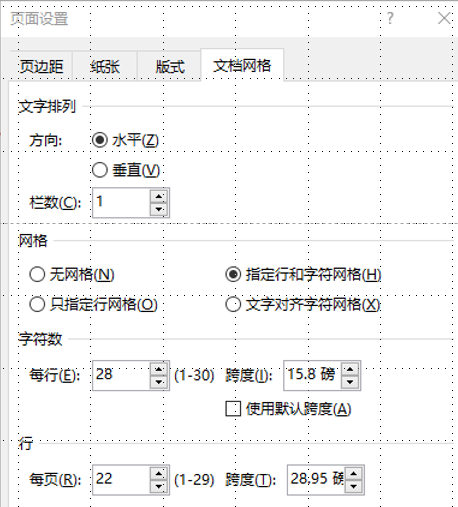 页面设置 ?
页边距 纸张 版式 文档网格
文字排列
方向: 水平(Z)
垂直(V)
栏数(C): 1
网格
无网格(N) 指定行和字符网格(H)
只指定行网格(O) 文字对齐字符网格(X)
字符数
每行(E): 28 (1-30) 跨度(I): 15.8 磅
使用默认跨度(A)
行
每页(R): 22 (1-29) 跨度(T): 28.95 磅